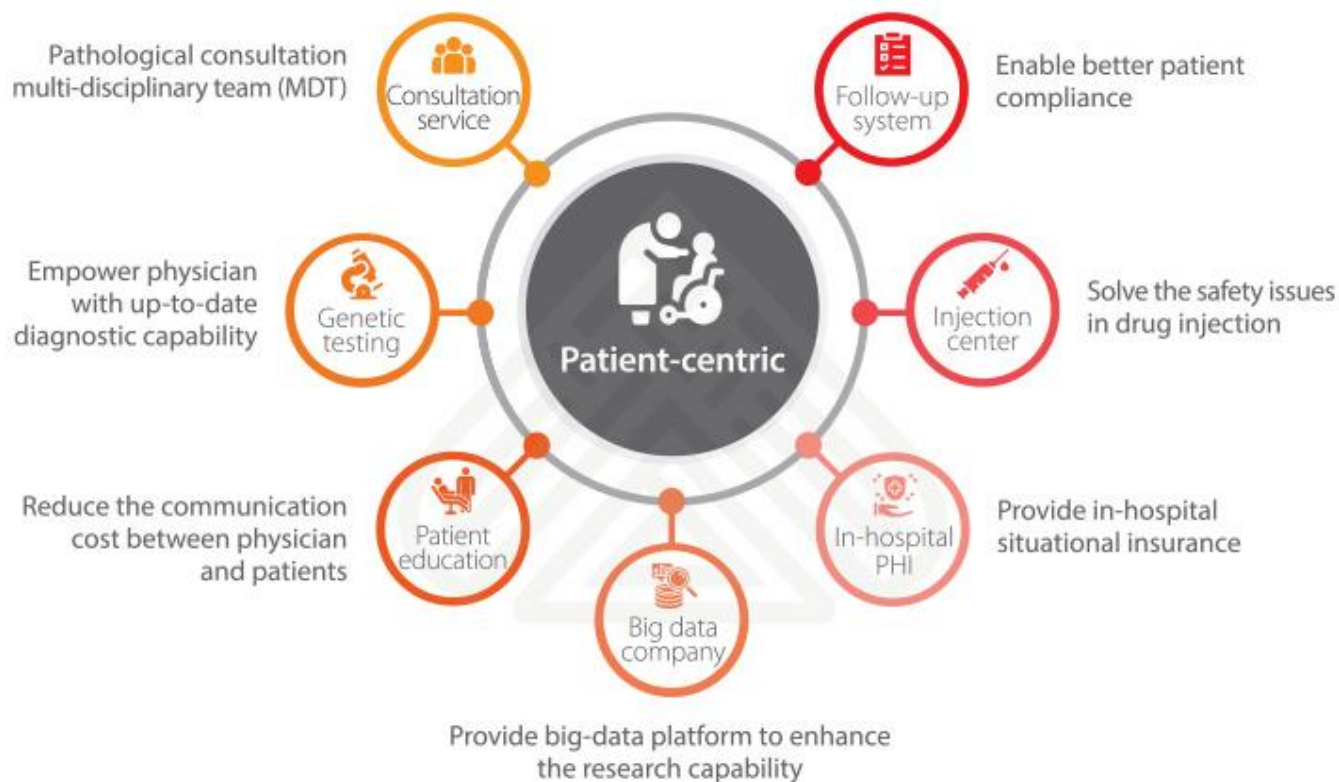 Pathological consultation
multi-disciplinary team (MDT)
Consultation
service
Follow-up
system
Enable better patient
compliance
Empower physician
with up-to-date
diagnostic capability
Genetic
testing
Patient-centric
Injection
center
Solve the safety issues
in drug injection
Reduce the communication
cost between physician
and patients
Patient
education
Big data
company
In-hospital
PHI
Provide in-hospital
situational insurance
Provide big-data platform to enhance
the research capability